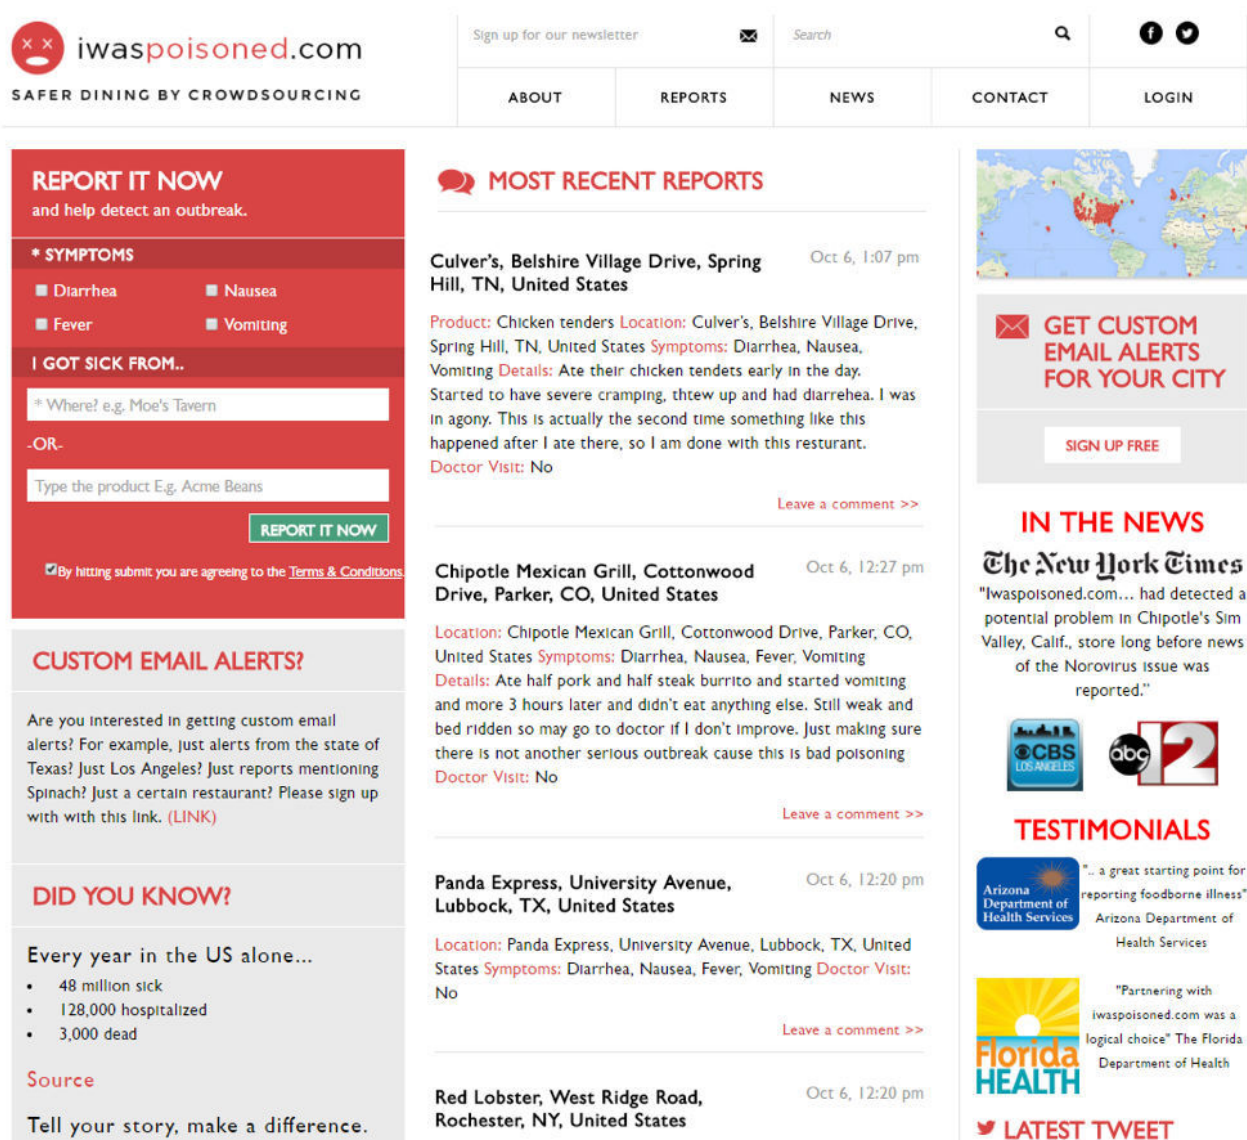 iwaspoisoned.com
SAFER DINING BY CROWDSOURCING
Sign up for our newsletter
Search
ABOUT
REPORTS
NEWS
CONTACT
LOGIN
REPORT IT NOW
and help detect an outbreak.
* SYMPTOMS
Diarrhea
Nausea
Fever
Vomiting
I GOT SICK FROM..
* Where? e.g. Moe's Tavern
-OR-
Type the product E.g. Acme Beans
REPORT IT NOW
By hitting submit you are agreeing to the Terms & Conditions.
CUSTOM EMAIL ALERTS?
Are you interested in getting custom email
alerts? For example, just alerts from the state of
Texas? Just Los Angeles? Just reports mentioning
Spinach? Just a certain restaurant? Please sign up
with with this link. (LINK)
DID YOU KNOW?
Every year in the US alone...
• 48 million sick
• 128,000 hospitalized
• 3,000 dead
Source
Tell your story, make a difference.
MOST RECENT REPORTS
Culver's, Belshire Village Drive, Spring
Hill, TN, United States
Oct 6, 1:07 pm
Product: Chicken tenders Location: Culver's, Belshire Village Drive,
Spring Hill, TN, United States Symptoms: Diarrhea, Nausea,
Vomiting Details: Ate their chicken tendets early in the day.
Started to have severe cramping, thtew up and had diarrehea. I was
in agony. This is actually the second time something like this
happened after I ate there, so I am done with this resturant.
Doctor Visit: No
Leave a comment >>
Chipotle Mexican Grill, Cottonwood
Drive, Parker, CO, United States
Oct 6, 12:27 pm
Location: Chipotle Mexican Grill, Cottonwood Drive, Parker, CO,
United States Symptoms: Diarrhea, Nausea, Fever, Vomiting
Details: Ate half pork and half steak burrito and started vomiting
and more 3 hours later and didn't eat anything else. Still weak and
bed ridden so may go to doctor if I don't improve. Just making sure
there is not another serious outbreak cause this is bad poisoning
Doctor Visit: No
Leave a comment >>
Panda Express, University Avenue,
Lubbock, TX, United States
Oct 6, 12:20 pm
Location: Panda Express, University Avenue, Lubbock, TX, United
States Symptoms: Diarrhea, Nausea, Fever, Vomiting Doctor Visit:
No
Leave a comment >>
Red Lobster, West Ridge Road,
Rochester, NY, United States
Oct 6, 12:20 pm
GET CUSTOM
EMAIL ALERTS
FOR YOUR CITY
SIGN UP FREE
IN THE NEWS
The New York Times
"Iwaspoisoned.com... had detected a
potential problem in Chipotle's Sim
Valley, Calif., store long before news
of the Norovirus issue was
reported."
CBS
LOS ANGELES
abc 12
TESTIMONIALS
Arizona
Department of
Health Services
".. a great starting point for
reporting foodborne illness"
Arizona Department of
Health Services
Florida
HEALTH
"Partnering with
iwaspoisoned.com was a
logical choice" The Florida
Department of Health
LATEST TWEET